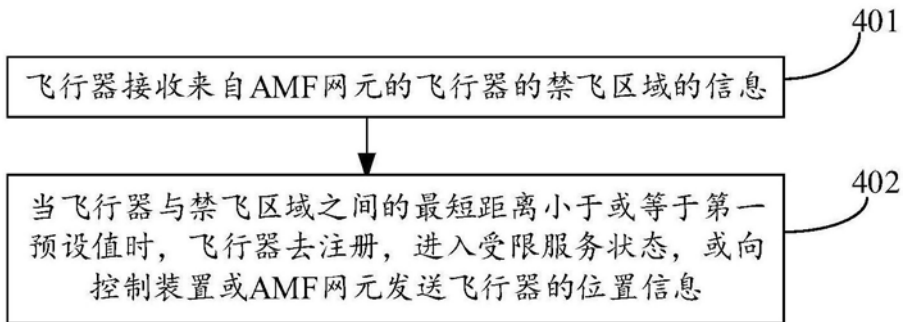 401
飞行器接收来自AMF网元的飞行器的禁飞区域的信息
402
当飞行器与禁飞区域之间的最短距离小于或等于第一
预设值时，飞行器去注册，进入受限服务状态，或向
控制装置或AMF网元发送飞行器的位置信息